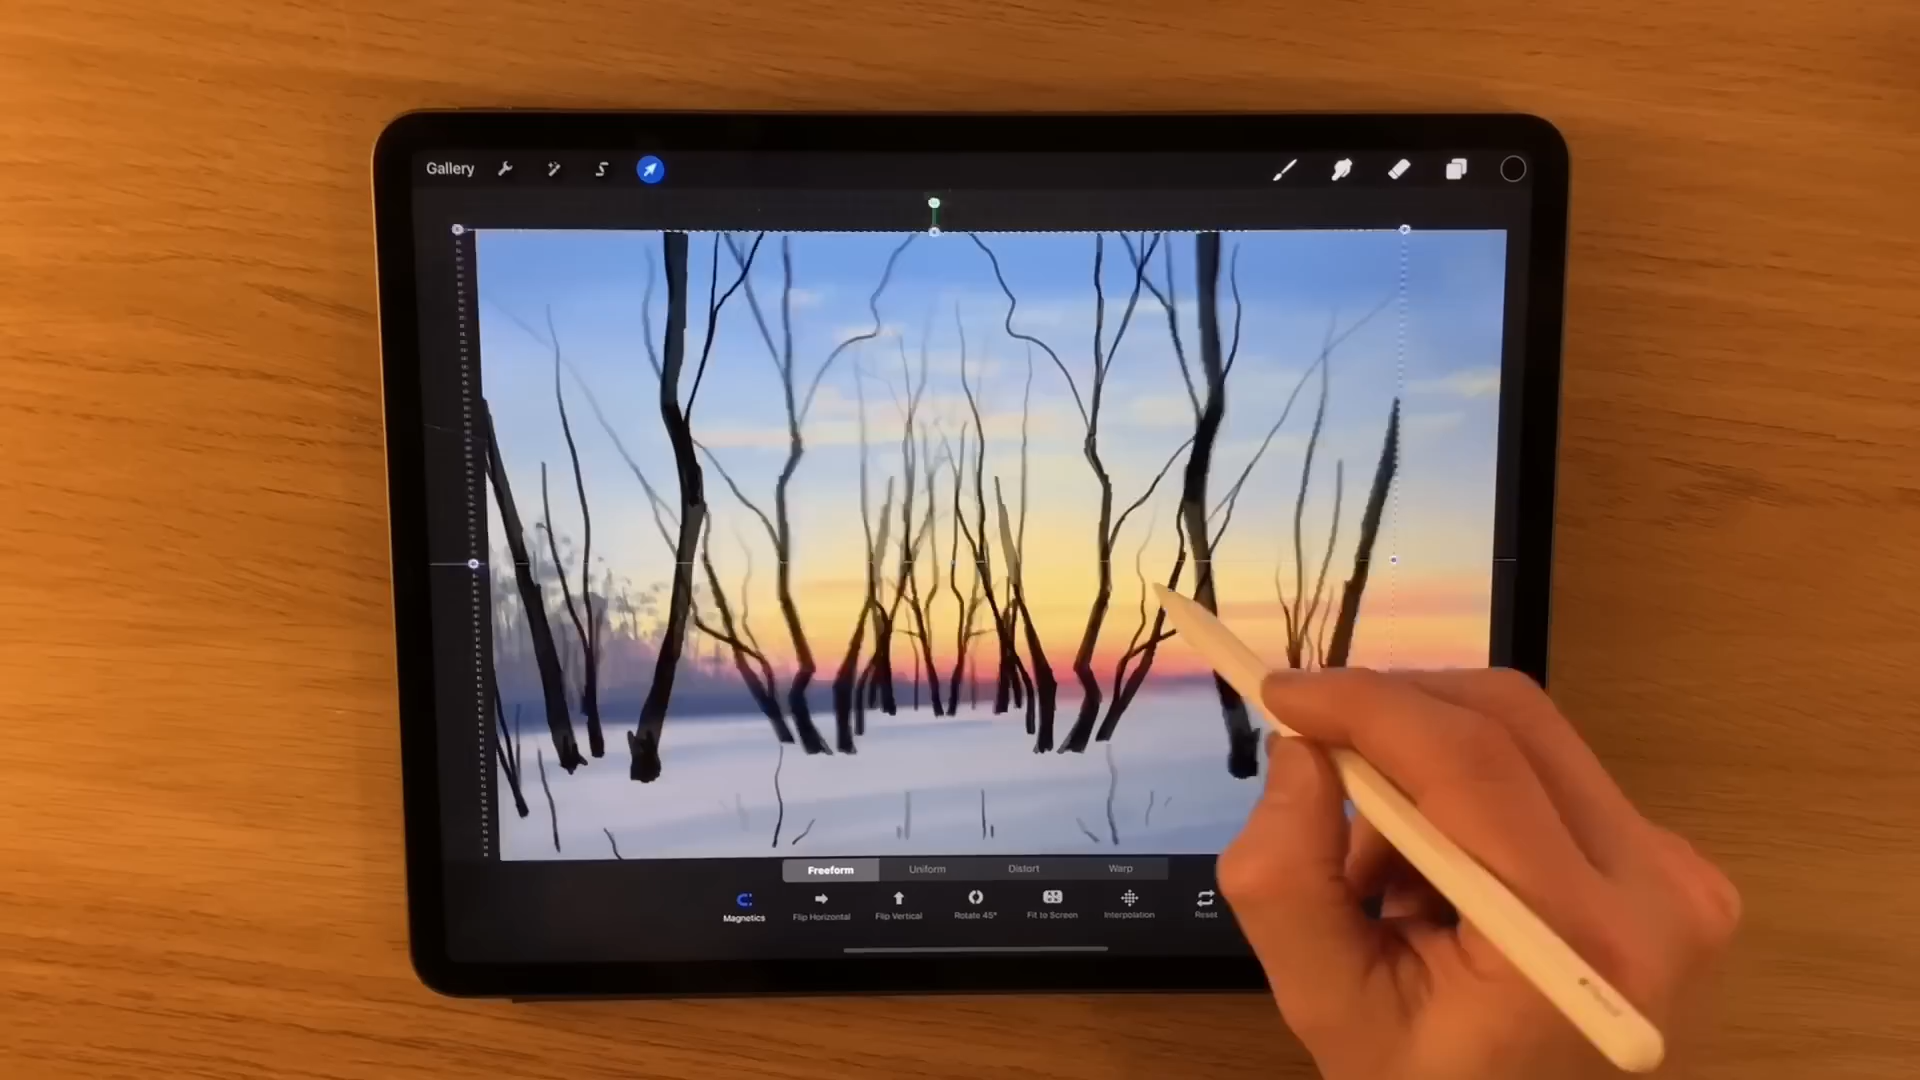 Gallery
Freeform Uniform Distort Warp
Magnetics Flip Horizontal Flip Vertical Rotate 45° Fit to Screen Interpolation Reset